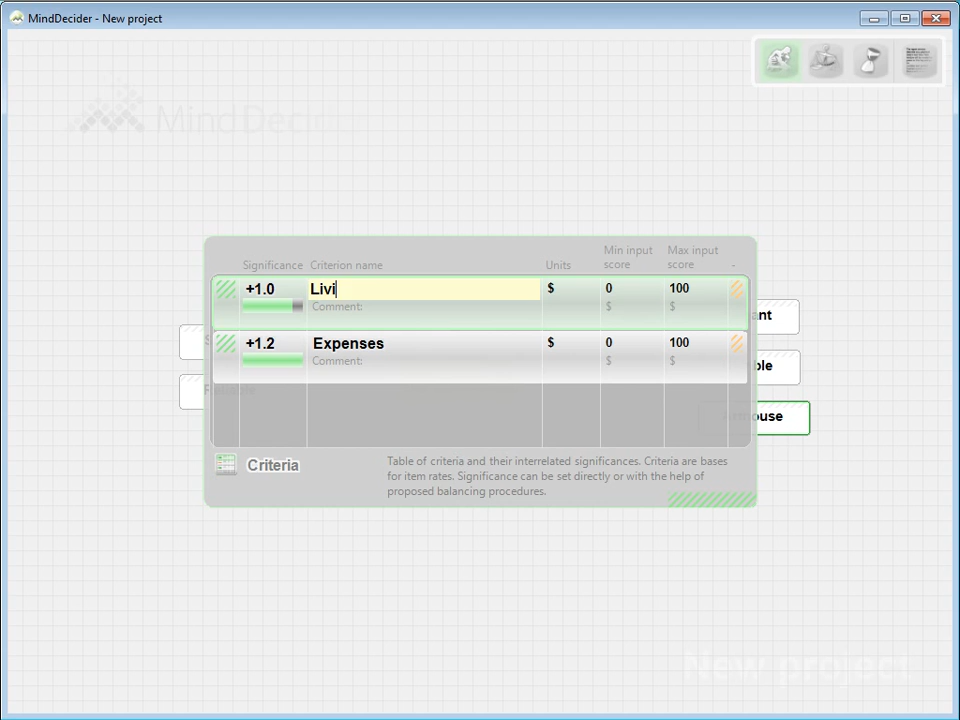 MindDecider - New project
MindDecider
Min input score
Max input score
Significance Criterion name Units -
+1.0 Livi $ 0 100
Comment: $ $
+1.2 Expenses $ 0 100
Comment: $ $
ant
ble
ouse
Criteria
Table of criteria and their interrelated significances. Criteria are bases
for item rates. Significance can be set directly or with the help of
proposed balancing procedures.
New project